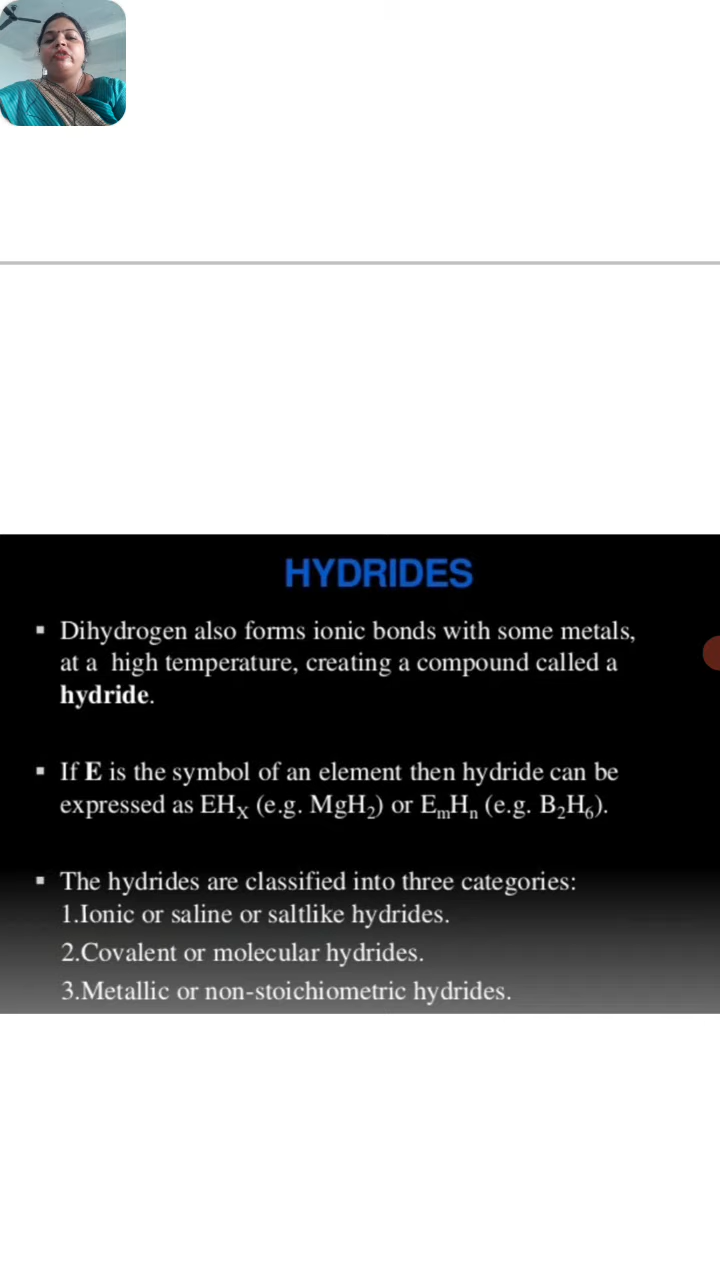 HYDRIDES
▪ Dihydrogen also forms ionic bonds with some metals,
at a high temperature, creating a compound called a
hydride.
▪ If E is the symbol of an element then hydride can be
expressed as EHₓ (e.g. MgH₂) or EₘHₙ (e.g. B₂H₆).
▪ The hydrides are classified into three categories:
1.Ionic or saline or saltlike hydrides.
2.Covalent or molecular hydrides.
3.Metallic or non-stoichiometric hydrides.